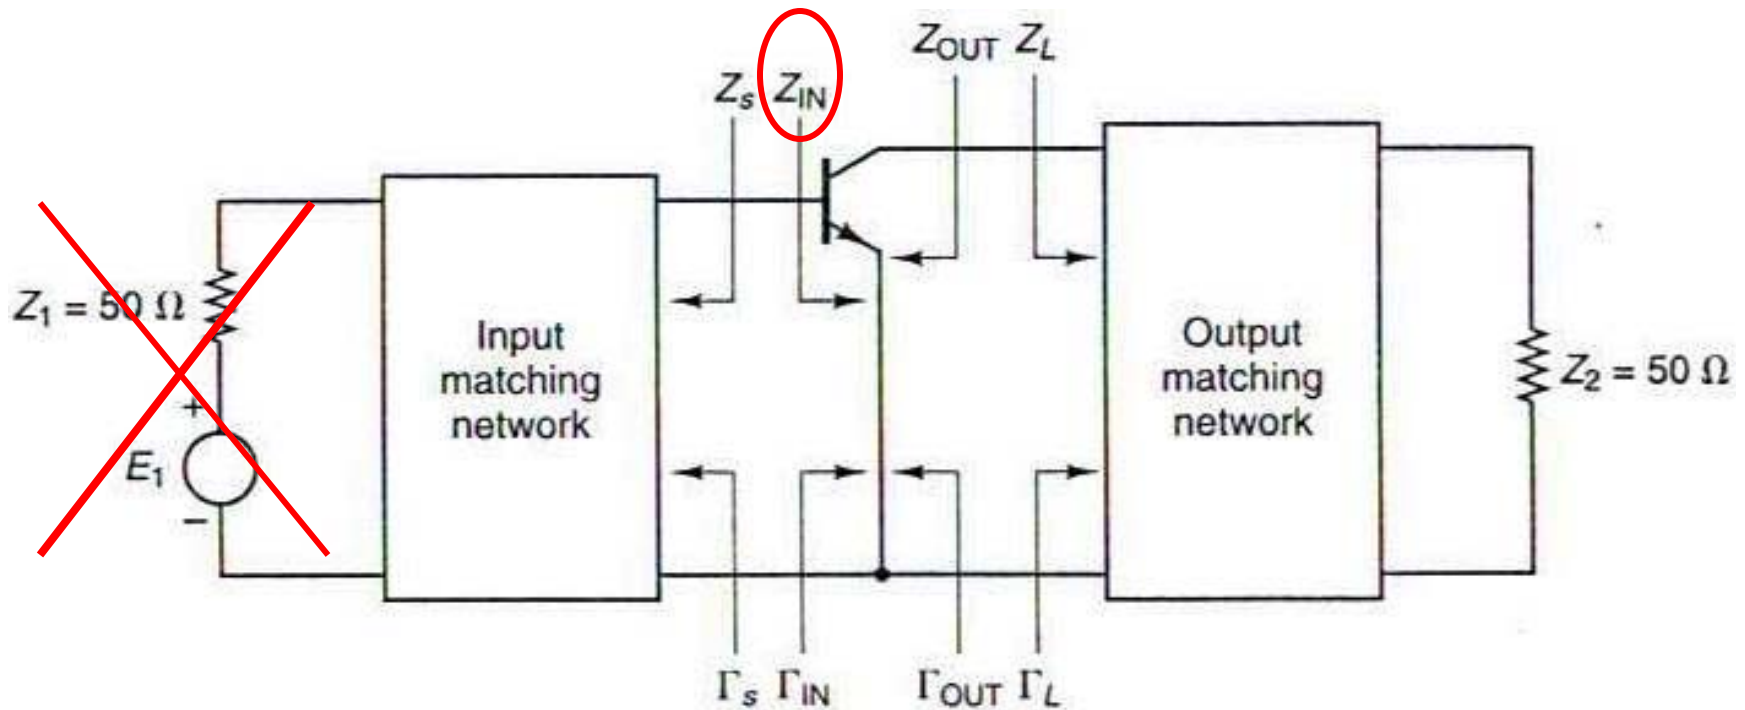 Z_OUT Z_L
Z_s Z_IN
Z_1 = 50 Ω
+
E_1
−
Input
matching
network
Output
matching
network
Z_2 = 50 Ω
Γ_s Γ_IN Γ_OUT Γ_L